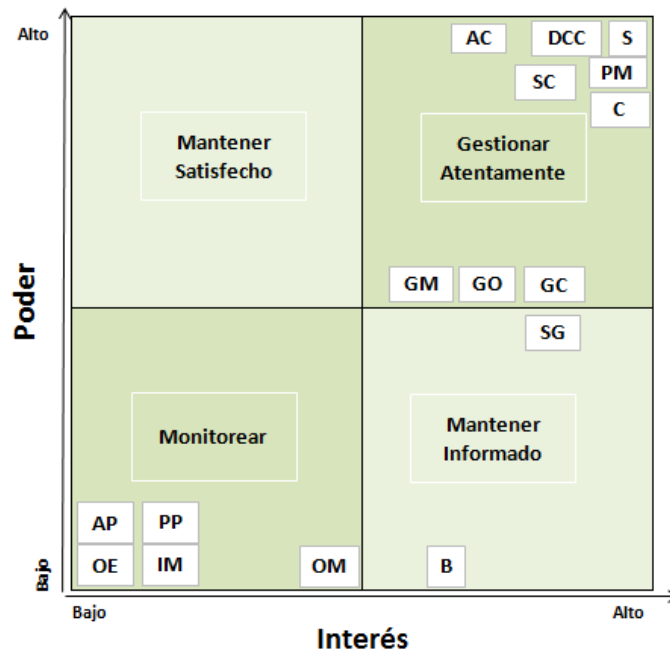 Alto
AC
DCC
S
SC
PM
C
Mantener
Satisfecho
Gestionar
Atentamente
Poder
GM
GO
GC
SG
Monitorear
Mantener
Informado
AP
PP
OE
IM
OM
B
Bajo
Bajo
Alto
Interés